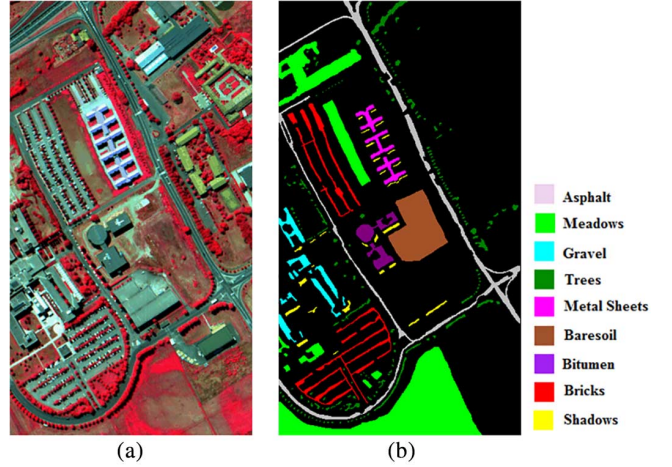 Asphalt
Meadows
Gravel
Trees
Metal Sheets
Baresoil
Bitumen
Bricks
Shadows
(a)
(b)